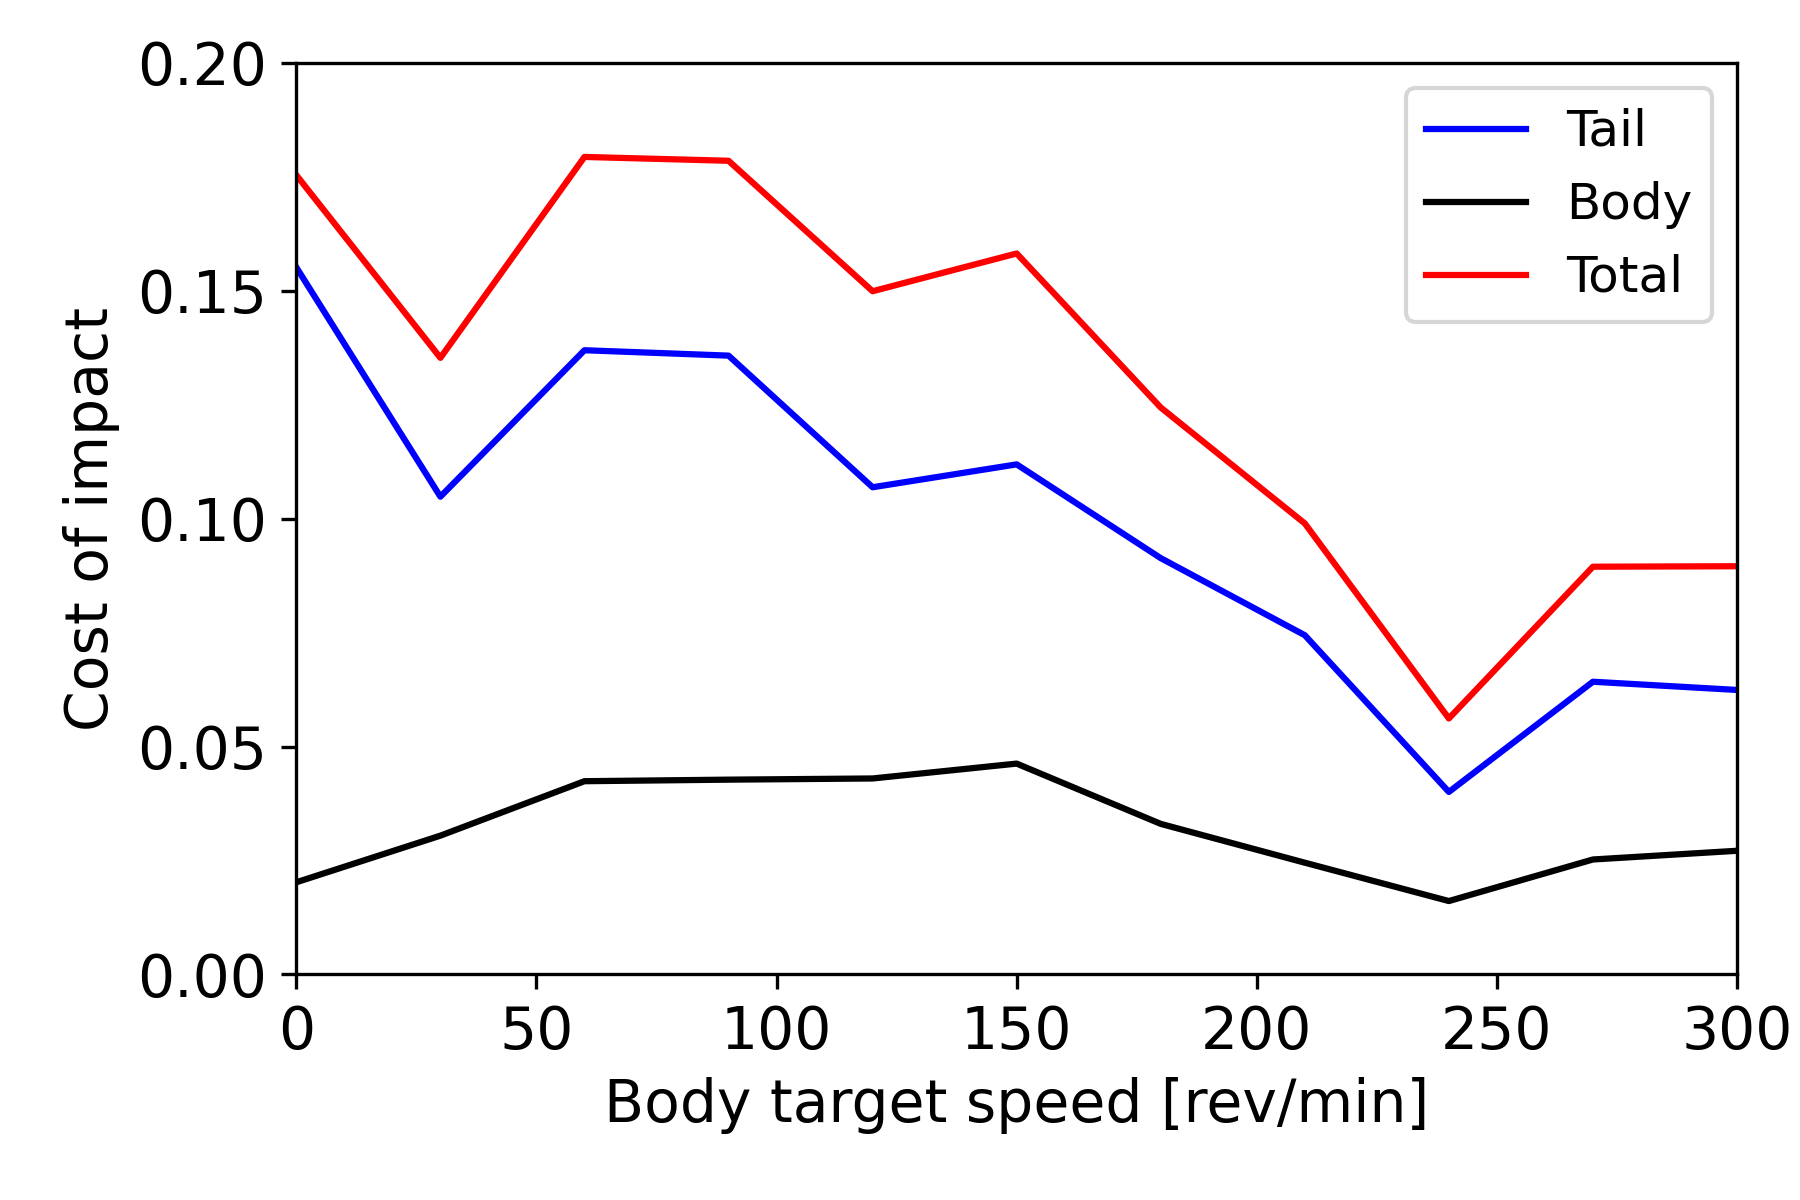 0.20
0.15
0.10
0.05
0.00
Cost of impact
Tail
Body
Total
0 50 100 150 200 250 300
Body target speed [rev/min]